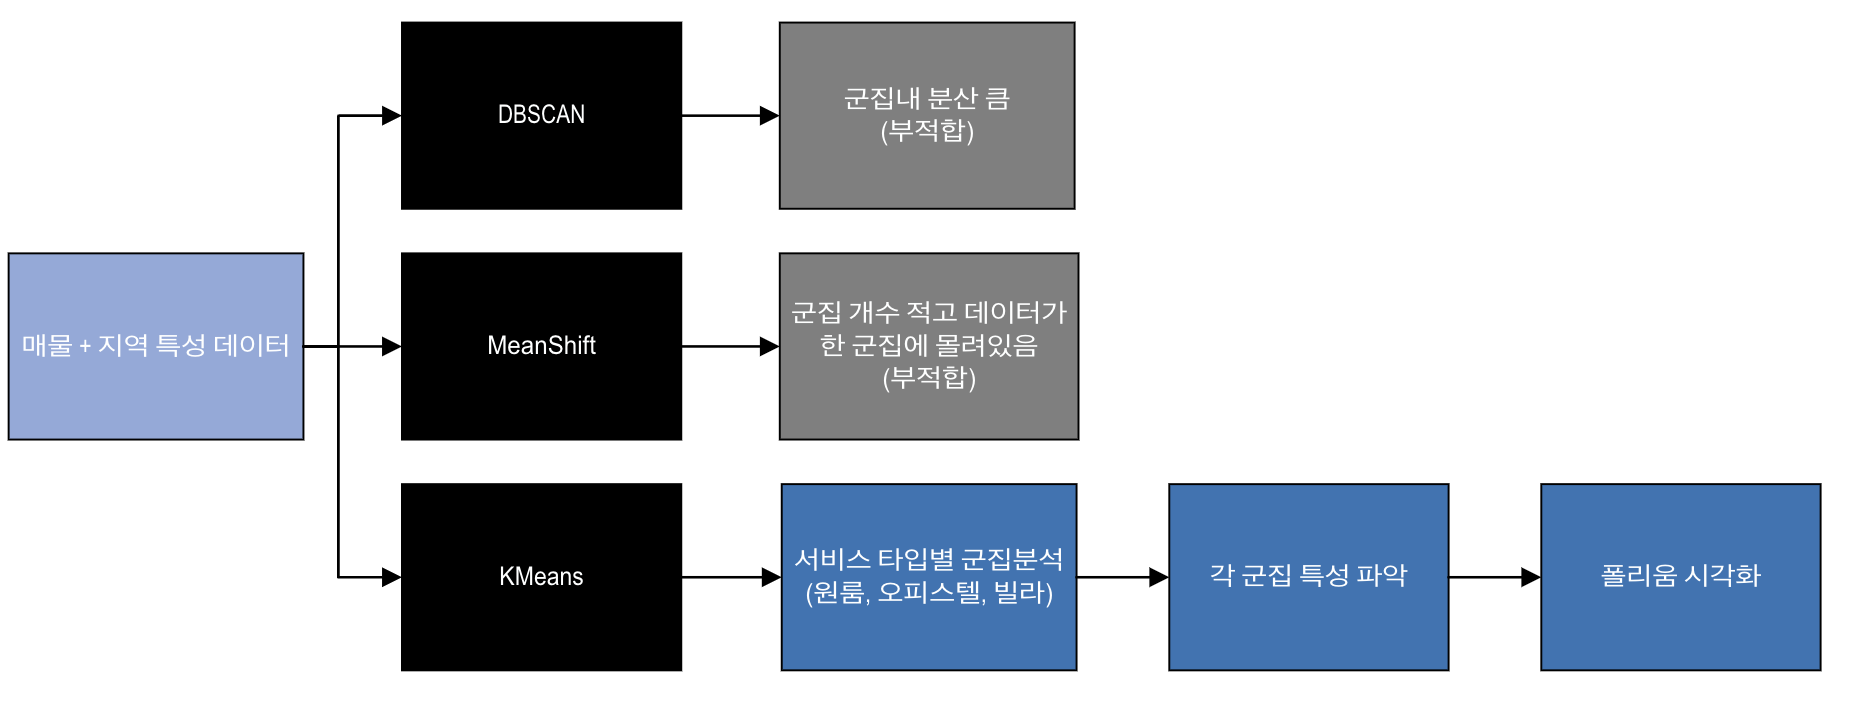 DBSCAN
군집내 분산 큼
(부적합)
매물 + 지역 특성 데이터
MeanShift
군집 개수 적고 데이터가
한 군집에 몰려있음
(부적합)
KMeans
서비스 타입별 군집분석
(원룸, 오피스텔, 빌라)
각 군집 특성 파악
폴리움 시각화